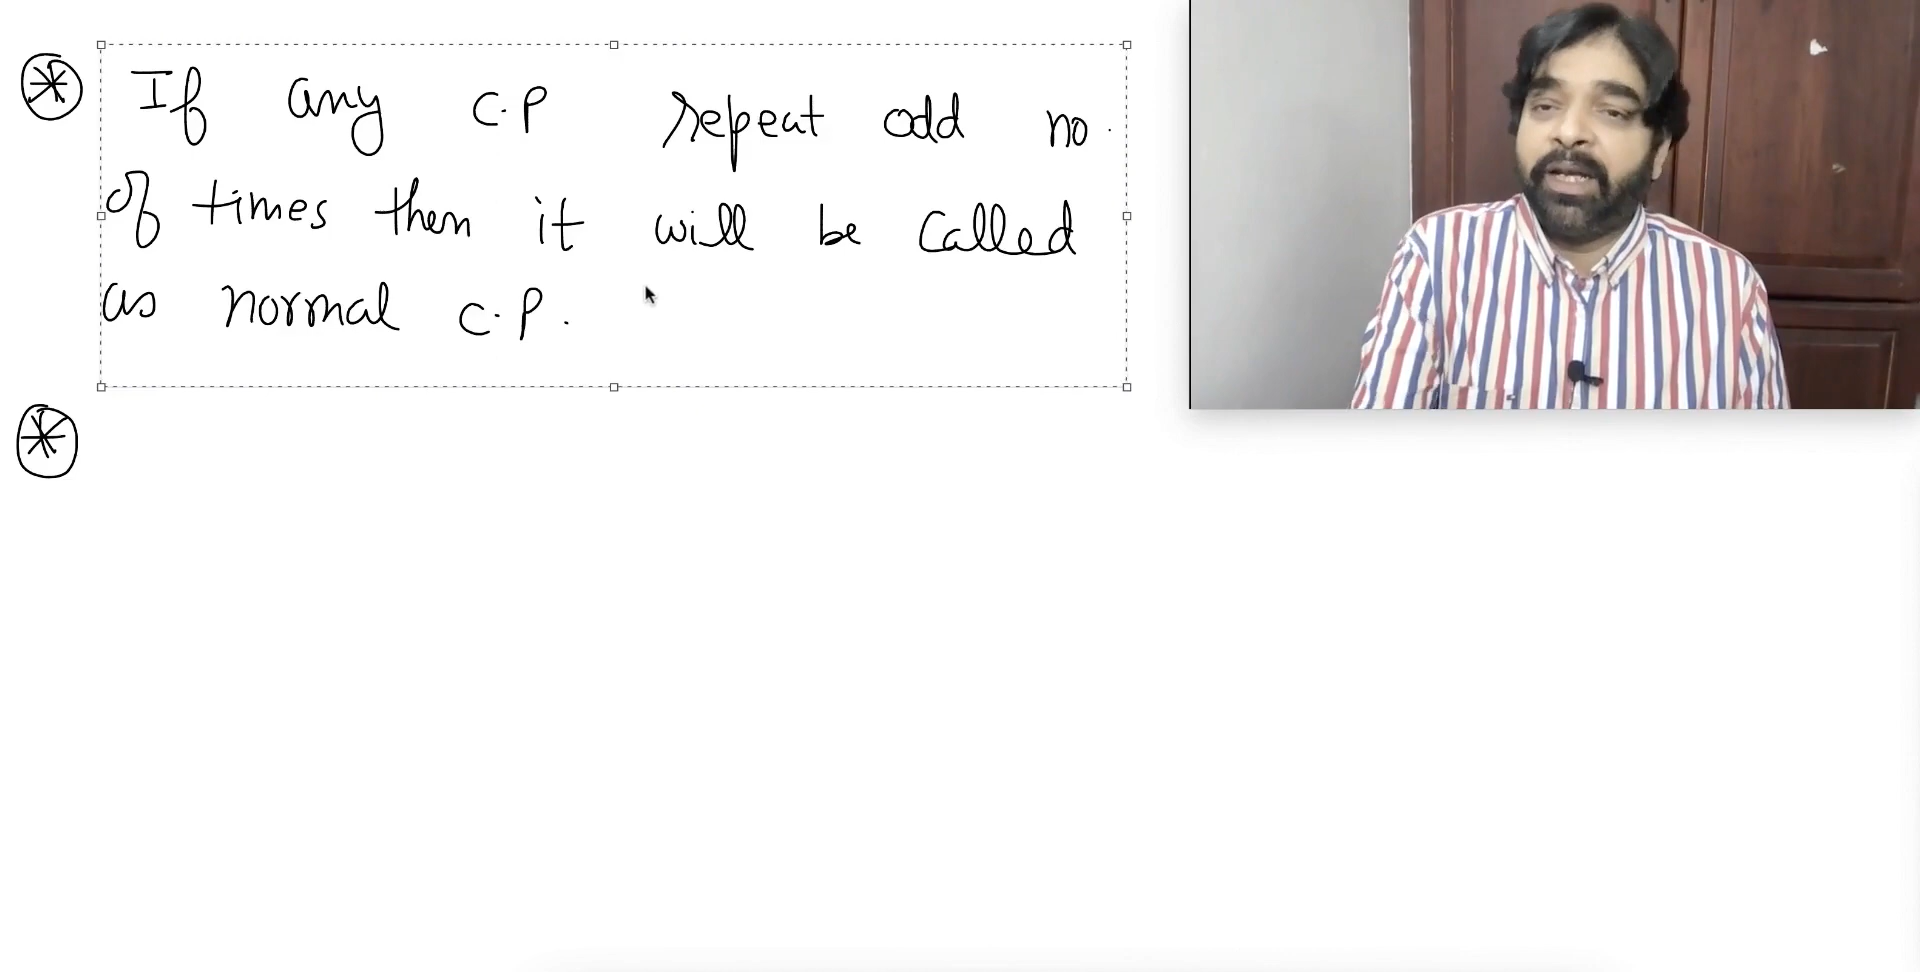 If any C.P repeat odd no.
of times then it will be called
as normal C.P.